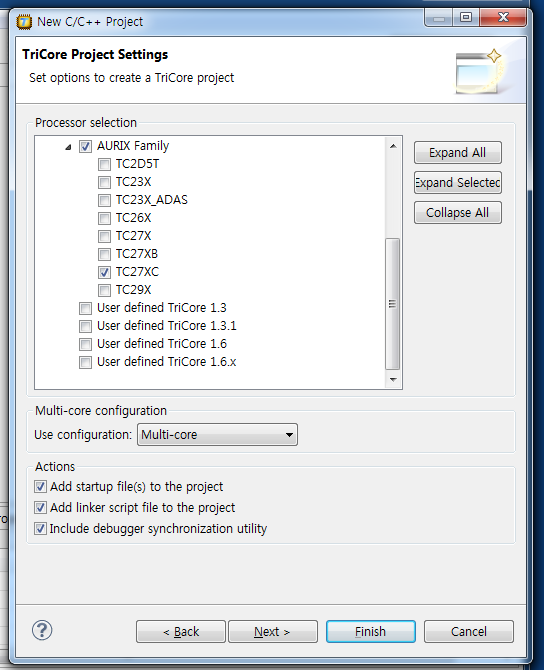 New C/C++ Project
TriCore Project Settings
Set options to create a TriCore project
Processor selection
AURIX Family
TC2D5T
TC23X
TC23X_ADAS
TC26X
TC27X
TC27XB
TC27XC
TC29X
User defined TriCore 1.3
User defined TriCore 1.3.1
User defined TriCore 1.6
User defined TriCore 1.6.x
Expand All
Expand Selected
Collapse All
Multi-core configuration
Use configuration: Multi-core
Actions
Add startup file(s) to the project
Add linker script file to the project
Include debugger synchronization utility
? < Back Next > Finish Cancel